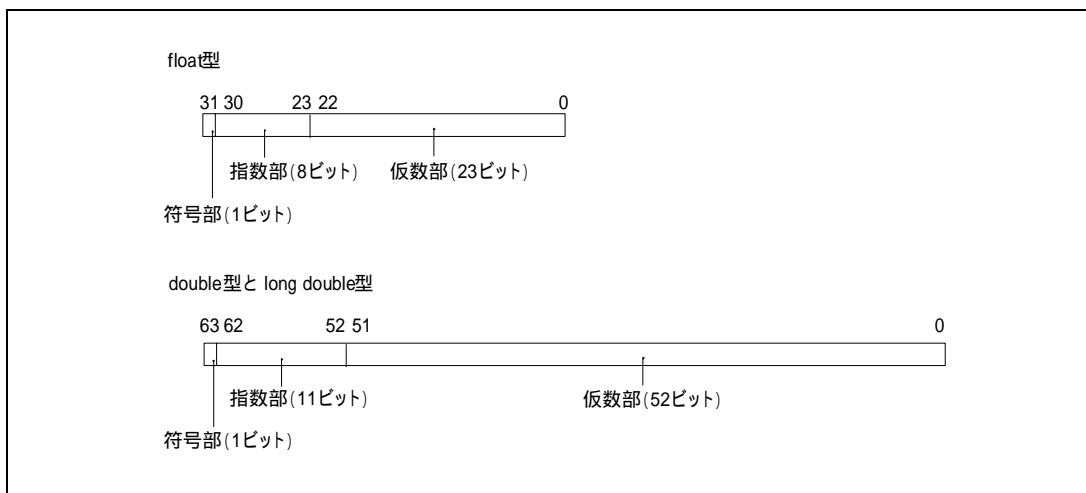 float型
31 30 23 22 0
指数部(8ビット) 仮数部(23ビット)
符号部(1ビット)
double型と long double型
63 62 52 51 0
指数部(11ビット) 仮数部(52ビット)
符号部(1ビット)